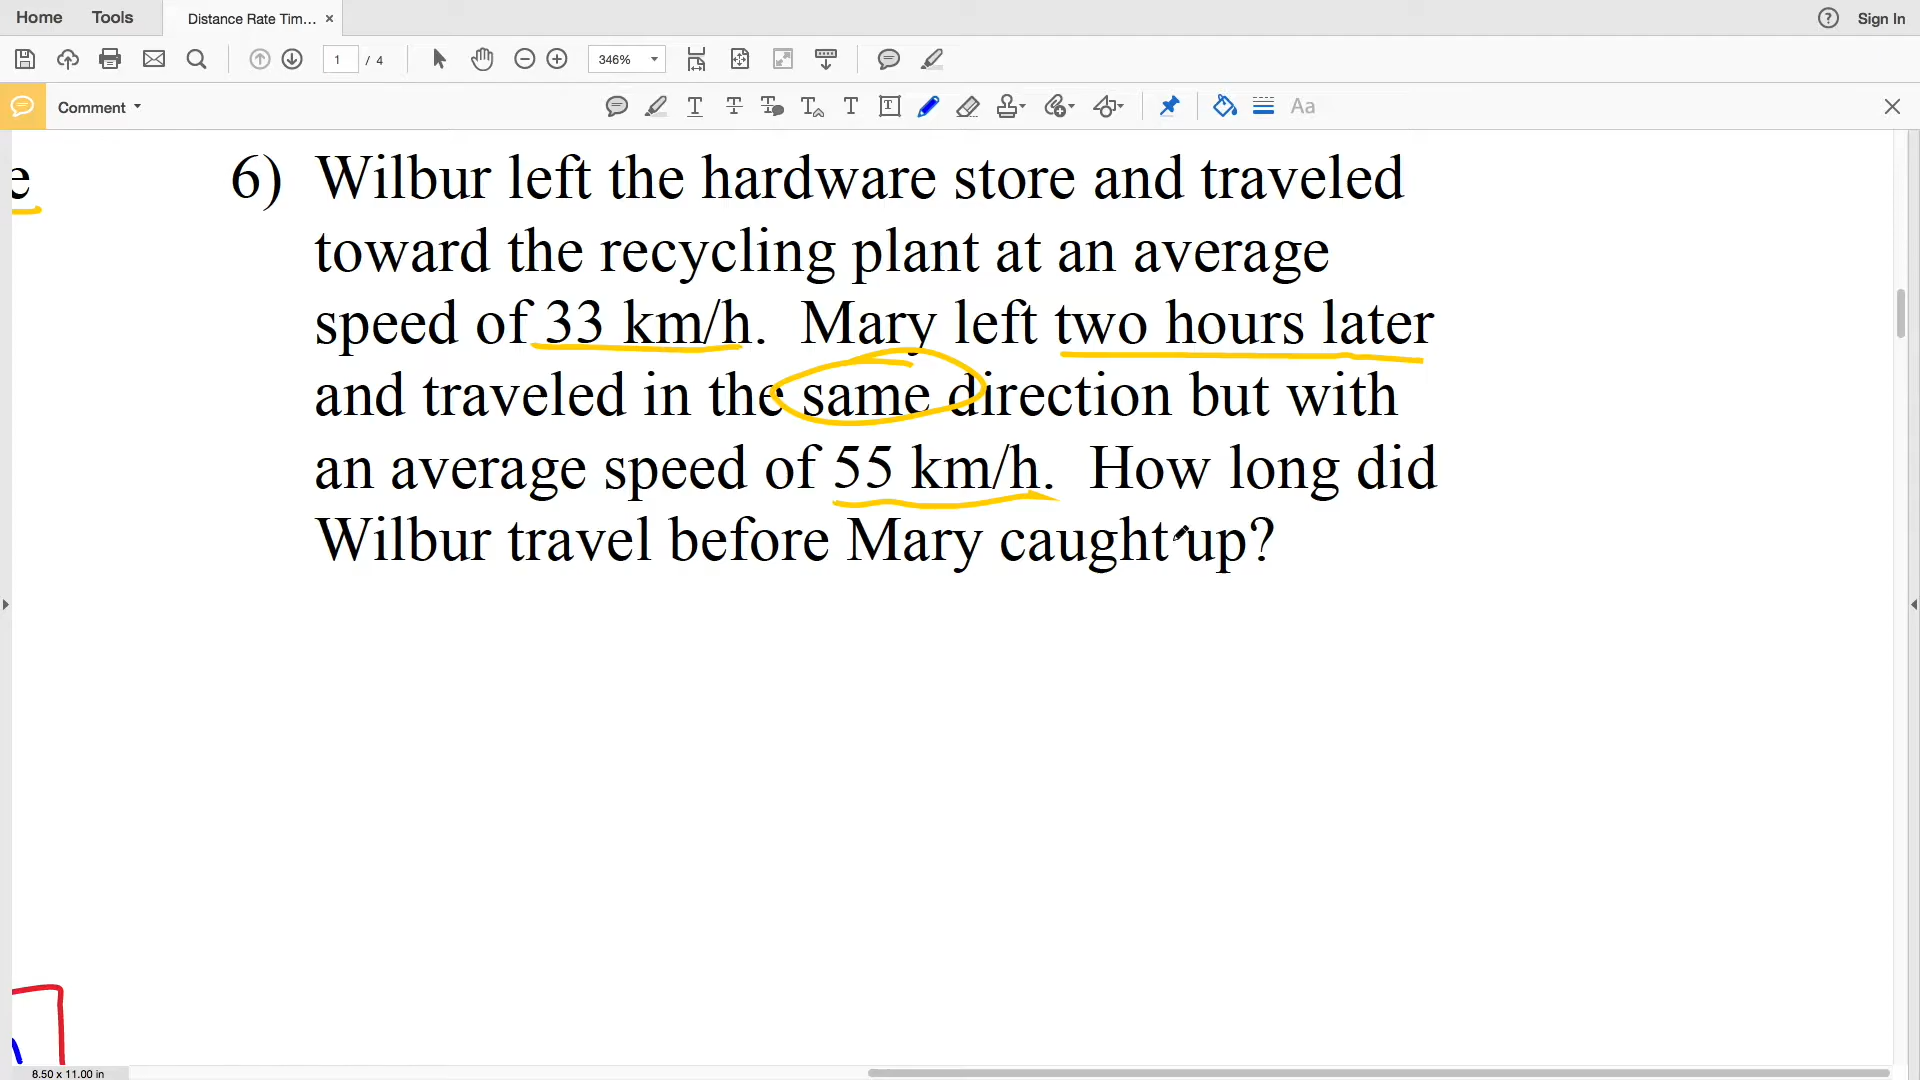 Home Tools Distance Rate Tim... × Sign In
1 / 4 346%
Comment Aa
e
6) Wilbur left the hardware store and traveled
toward the recycling plant at an average
speed of 33 km/h. Mary left two hours later
and traveled in the same direction but with
an average speed of 55 km/h. How long did
Wilbur travel before Mary caught up?
8.50 x 11.00 in